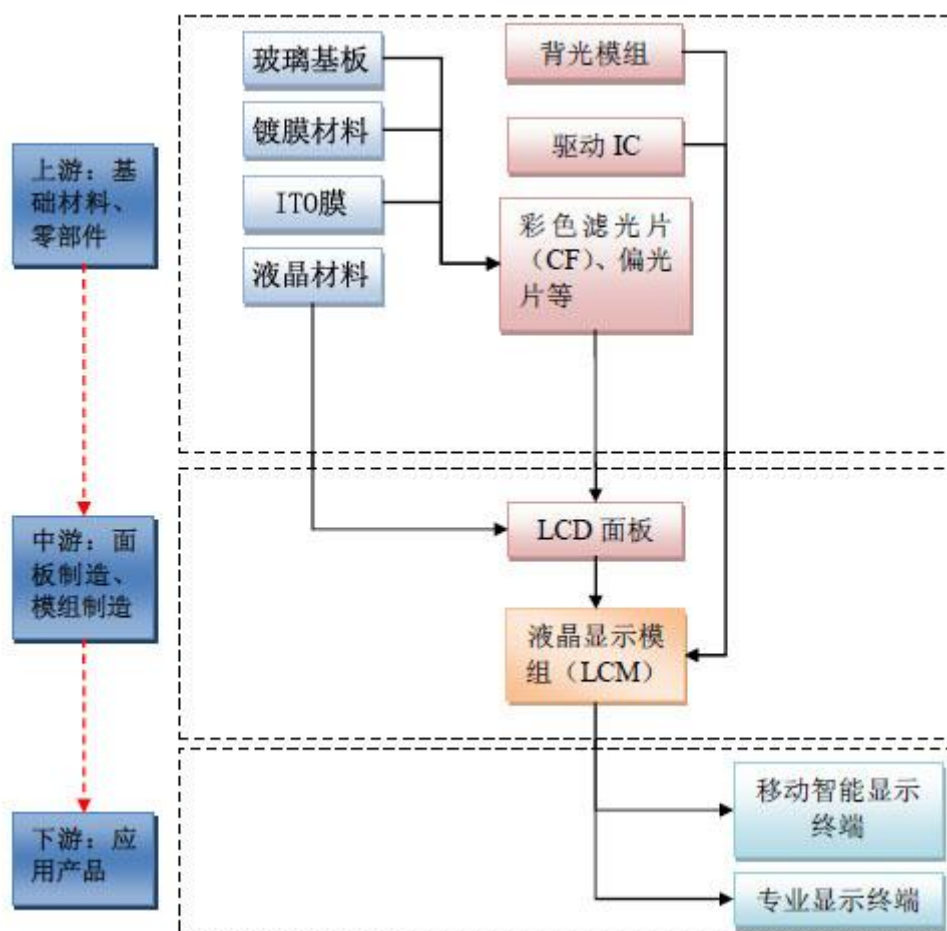 玻璃基板
背光模组
镀膜材料
驱动 IC
上游：基
础材料、
零部件
ITO膜
彩色滤光片
（CF）、偏光
片等
液晶材料
中游：面
板制造、
模组制造
LCD 面板
液晶显示模
组（LCM）
下游：应
用产品
移动智能显示
终端
专业显示终端